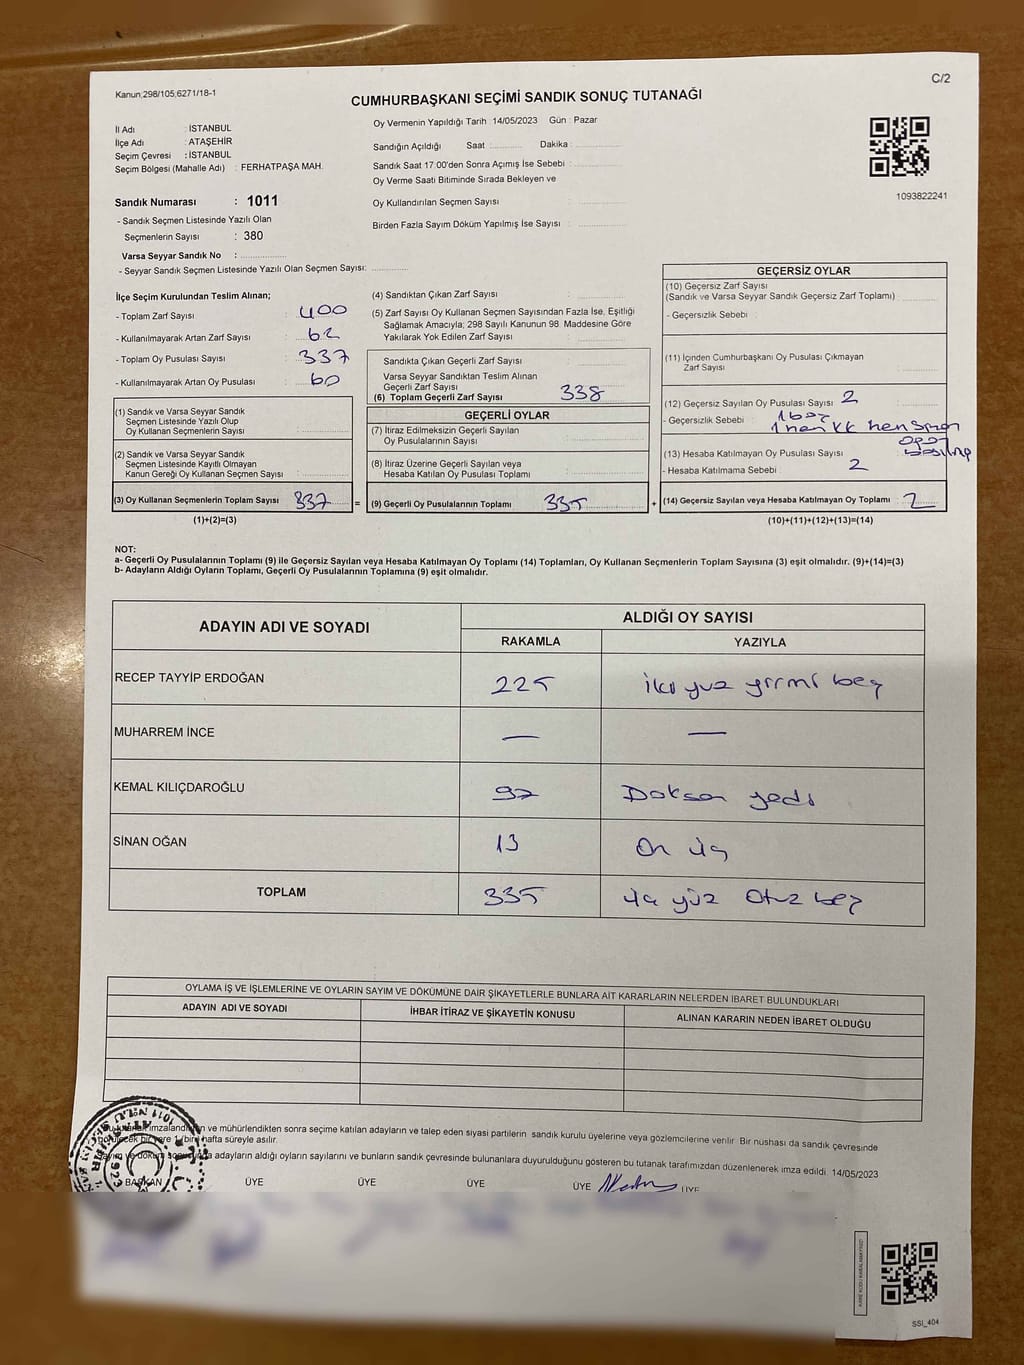 Kanun;298/105;6271/18-1
C/2
CUMHURBAŞKANI SEÇİMİ SANDIK SONUÇ TUTANAĞI
İl Adı : İSTANBUL
İlçe Adı : ATAŞEHİR
Seçim Çevresi : İSTANBUL
Seçim Bölgesi (Mahalle Adı) : FERHATPAŞA MAH.
Sandık Numarası : 1011
- Sandık Seçmen Listesinde Yazılı Olan
Seçmenlerin Sayısı : 380
Varsa Seyyar Sandık No :
- Seyyar Sandık Seçmen Listesinde Yazılı Olan Seçmen Sayısı:
Oy Vermenin Yapıldığı Tarih 14/05/2023 Gün : Pazar
Sandığın Açıldığı Saat : Dakika :
Sandık Saat 17:00'den Sonra Açımış İse Sebebi :
Oy Verme Saati Bitiminde Sırada Bekleyen ve
Oy Kullandırılan Seçmen Sayısı :
Birden Fazla Sayım Döküm Yapılmış İse Sayısı :
1093822241
İlçe Seçim Kurulundan Teslim Alınan;
- Toplam Zarf Sayısı : 400
- Kullanılmayarak Artan Zarf Sayısı : 62
- Toplam Oy Pusulası Sayısı : 337
- Kullanılmayarak Artan Oy Pusulası : 60
(1) Sandık ve Varsa Seyyar Sandık
Seçmen Listesinde Yazılı Olup
Oy Kullanan Seçmenlerin Sayısı :
(2) Sandık ve Varsa Seyyar Sandık
Seçmen Listesinde Kayıtlı Olmayan
Kanun Gereği Oy Kullanan Seçmen Sayısı :
(3) Oy Kullanan Seçmenlerin Toplam Sayısı 337 =
(1)+(2)=(3)
(4) Sandıktan Çıkan Zarf Sayısı :
(5) Zarf Sayısı Oy Kullanan Seçmen Sayısından Fazla İse, Eşitliği
Sağlamak Amacıyla; 298 Sayılı Kanunun 98. Maddesine Göre
Yakılarak Yok Edilen Zarf Sayısı :
Sandıkta Çıkan Geçerli Zarf Sayısı :
Varsa Seyyar Sandıktan Teslim Alınan
Geçerli Zarf Sayısı
(6) Toplam Geçerli Zarf Sayısı : 338
GEÇERLİ OYLAR
(7) İtiraz Edilmeksizin Geçerli Sayılan
Oy Pusulalarının Sayısı :
(8) İtiraz Üzerine Geçerli Sayılan veya
Hesaba Katılan Oy Pusulası Toplamı :
(9) Geçerli Oy Pusulalarının Toplamı 335 +
GEÇERSİZ OYLAR
(10) Geçersiz Zarf Sayısı
(Sandık ve Varsa Seyyar Sandık Geçersiz Zarf Toplamı) :
- Geçersizlik Sebebi :
(11) İçinden Cumhurbaşkanı Oy Pusulası Çıkmayan
Zarf Sayısı :
(12) Geçersiz Sayılan Oy Pusulası Sayısı 2
- Geçersizlik Sebebi :
(13) Hesaba Katılmayan Oy Pusulası Sayısı :
- Hesaba Katılmama Sebebi : 2
(14) Geçersiz Sayılan veya Hesaba Katılmayan Oy Toplamı 2
(10)+(11)+(12)+(13)=(14)
NOT:
a- Geçerli Oy Pusulalarının Toplamı (9) ile Geçersiz Sayılan veya Hesaba Katılmayan Oy Toplamı (14) Toplamları, Oy Kullanan Seçmenlerin Toplam Sayısına (3) eşit olmalıdır. (9)+(14)=(3)
b- Adayların Aldığı Oyların Toplamı, Geçerli Oy Pusulalarının Toplamına (9) eşit olmalıdır.
ADAYIN ADI VE SOYADI
ALDIĞI OY SAYISI
RAKAMLA YAZIYLA
RECEP TAYYİP ERDOĞAN 225 iki yüz yirmi beş
MUHARREM İNCE — —
KEMAL KILIÇDAROĞLU 97 Doksan yedi
SİNAN OĞAN 13 On üç
TOPLAM 335 üç yüz Otuz beş
OYLAMA İŞ VE İŞLEMLERİNE VE OYLARIN SAYIM VE DÖKÜMÜNE DAİR ŞİKAYETLERLE BUNLARA AİT KARARLARIN NELERDEN İBARET BULUNDUKLARI
ADAYIN ADI VE SOYADI İHBAR İTİRAZ VE ŞİKAYETİN KONUSU ALINAN KARARIN NEDEN İBARET OLDUĞU
ve mühürlendikten sonra seçime katılan adayların ve talep eden siyasi partilerin sandık kurulu üyelerine veya gözlemcilerine verilir. Bir nüshası da sandık çevresinde
bir yere 1 (bir) hafta süreyle asılır.
adayların aldığı oyların sayılarını ve bunların sandık çevresinde bulunanlara duyurulduğunu gösteren bu tutanak tarafımızdan düzenlenerek imza edildi. 14/05/2023
BAŞKAN ÜYE ÜYE ÜYE ÜYE ÜYE
SSI_404